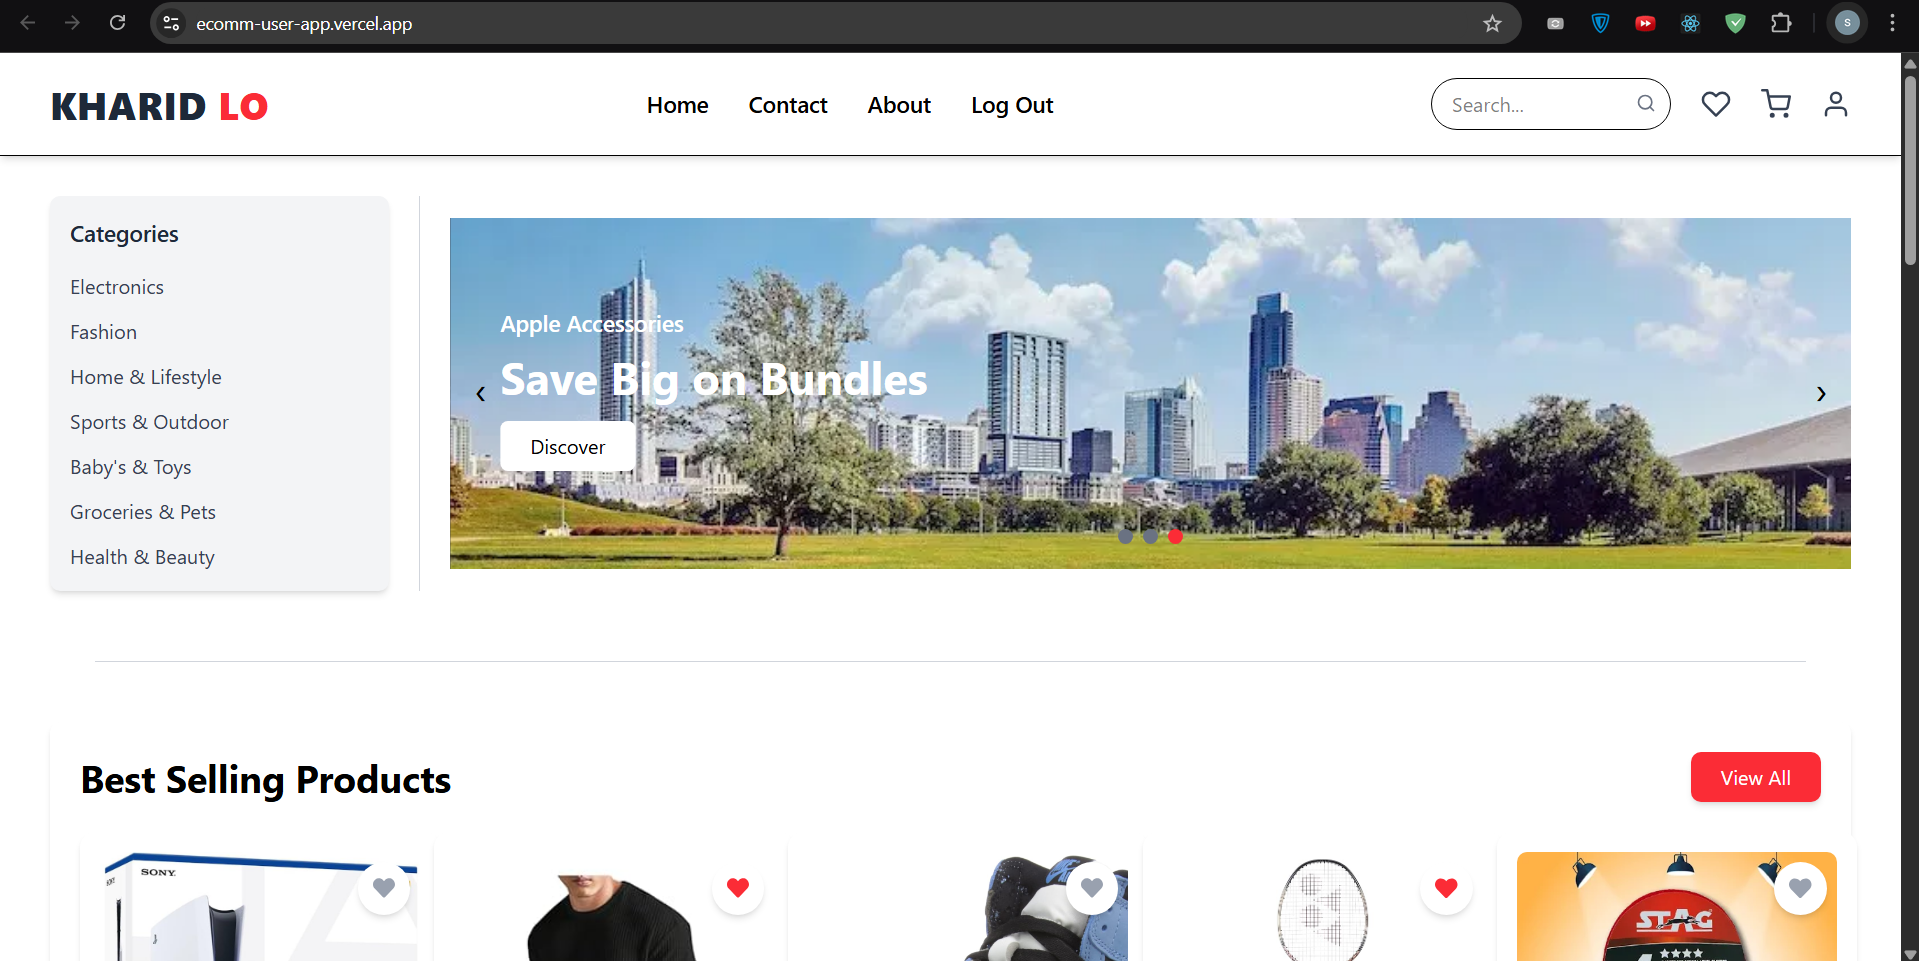 ecomm-user-app.vercel.app
S
KHARID LO
Home
Contact
About
Log Out
Search...
Categories
Electronics
Fashion
Home & Lifestyle
Sports & Outdoor
Baby's & Toys
Groceries & Pets
Health & Beauty
Apple Accessories
Save Big on Bundles
Discover
Best Selling Products
View All
SONY
STAG